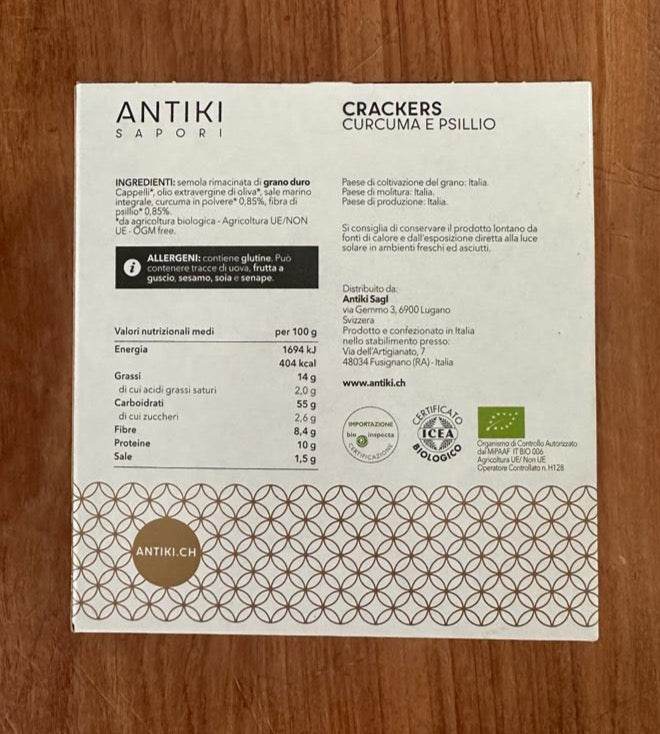 ANTIKI
SAPORI
CRACKERS
CURCUMA E PSILLIO
INGREDIENTI: semola rimacinata di grano duro
Cappelli*, olio extravergine di oliva*, sale marino
integrale, curcuma in polvere* 0,85%, fibra di
psillio* 0,85%.
*da agricoltura biologica - Agricoltura UE/NON
UE - OGM free.
i
ALLERGENI: contiene glutine. Può
contenere tracce di uova, frutta a
guscio, sesamo, soia e senape.
Valori nutrizionali medi per 100 g
Energia 1694 kJ
404 kcal
Grassi 14 g
di cui acidi grassi saturi 2,0 g
Carboidrati 55 g
di cui zuccheri 2,6 g
Fibre 8,4 g
Proteine 10 g
Sale 1,5 g
Paese di coltivazione del grano: Italia.
Paese di molitura: Italia.
Paese di produzione: Italia.
Si consiglia di conservare il prodotto lontano da
fonti di calore e dall'esposizione diretta alla luce
solare in ambienti freschi ed asciutti.
Distribuito da:
Antiki Sagl
via Gemmo 3, 6900 Lugano
Svizzera
Prodotto e confezionato in Italia
nello stabilimento presso:
Via dell'Artigianato, 7
48034 Fusignano (RA) - Italia
www.antiki.ch
IMPORTAZIONE
bio inspecta
CERTIFICAZIONE
CERTIFICATO
ICEA
BIOLOGICO
Organismo di Controllo Autorizzato
dal MiPAAF IT BIO 006
Agricoltura UE/ Non UE
Operatore Controllato n. H128
ANTIKI.CH